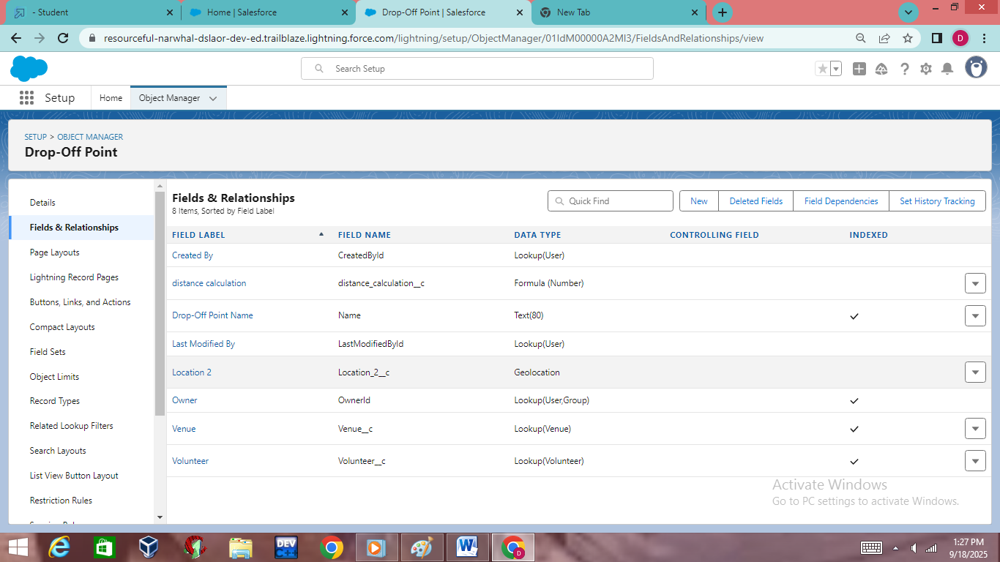 - Student
Home | Salesforce
Drop-Off Point | Salesforce
New Tab
resourceful-narwhal-dslaor-dev-ed.trailblaze.lightning.force.com/lightning/setup/ObjectManager/01IdM00000A2MI3/FieldsAndRelationships/view
D
Search Setup
Setup
Home
Object Manager
SETUP > OBJECT MANAGER
Drop-Off Point
Details
Fields & Relationships
Page Layouts
Lightning Record Pages
Buttons, Links, and Actions
Compact Layouts
Field Sets
Object Limits
Record Types
Related Lookup Filters
Search Layouts
List View Button Layout
Restriction Rules
Fields & Relationships
8 Items, Sorted by Field Label
Quick Find
New
Deleted Fields
Field Dependencies
Set History Tracking
FIELD LABEL FIELD NAME DATA TYPE CONTROLLING FIELD INDEXED
Created By CreatedById Lookup(User)
distance calculation distance_calculation__c Formula (Number)
Drop-Off Point Name Name Text(80)
Last Modified By LastModifiedById Lookup(User)
Location 2 Location_2__c Geolocation
Owner OwnerId Lookup(User,Group)
Venue Venue__c Lookup(Venue)
Volunteer Volunteer__c Lookup(Volunteer)
Activate Windows
Go to PC settings to activate Windows.
DEV
C++
D
1:27 PM
9/18/2025